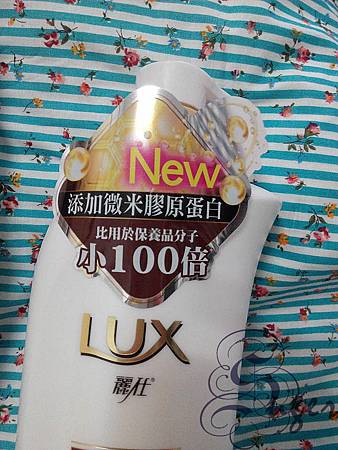 New
添加微米膠原蛋白
比用於保養品分子
小100倍
LUX
麗仕
Suger